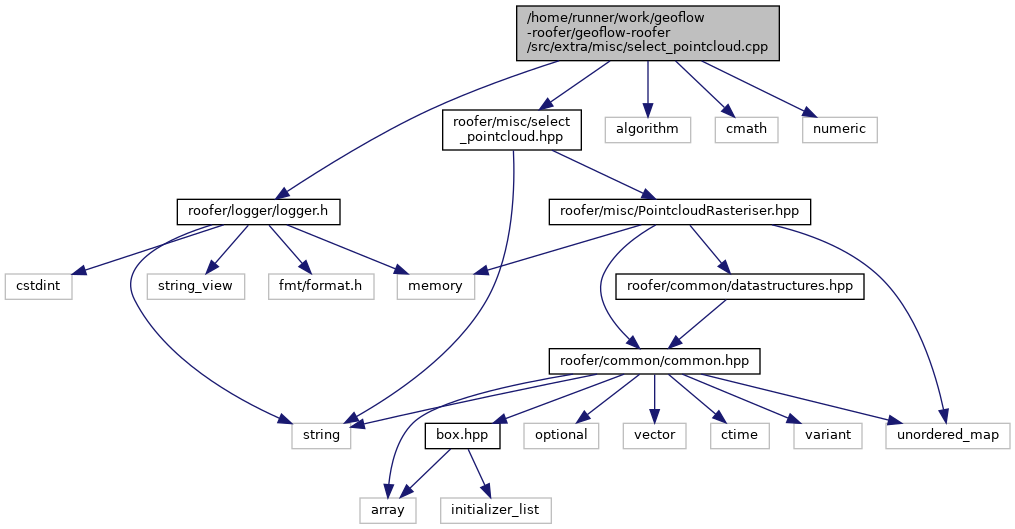 /home/runner/work/geoflow
-roofer/geoflow-roofer
/src/extra/misc/select_pointcloud.cpp
roofer/misc/select
_pointcloud.hpp
algorithm
cmath
numeric
roofer/logger/logger.h
roofer/misc/PointcloudRasteriser.hpp
cstdint
string_view
fmt/format.h
memory
roofer/common/datastructures.hpp
roofer/common/common.hpp
string
box.hpp
optional
vector
ctime
variant
unordered_map
array
initializer_list